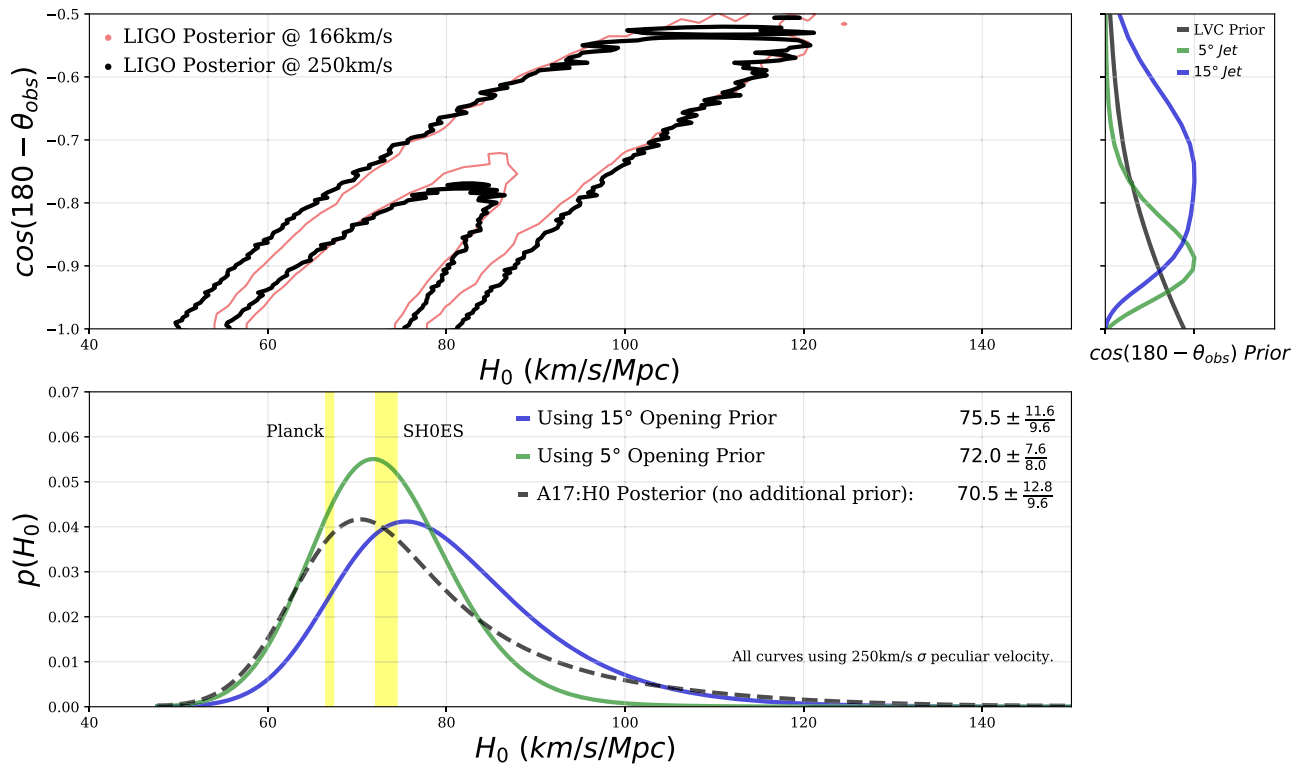 LIGO Posterior @ 166km/s
LIGO Posterior @ 250km/s
cos(180 − θ_obs)
−0.5
−0.6
−0.7
−0.8
−0.9
−1.0
40 60 80 100 120 140
H_0 (km/s/Mpc)
LVC Prior
5° Jet
15° Jet
cos(180 − θ_obs) Prior
p(H_0)
0.07
0.06
0.05
0.04
0.03
0.02
0.01
0.00
Planck
SH0ES
Using 15° Opening Prior 75.5 ± 11.6/9.6
Using 5° Opening Prior 72.0 ± 7.6/8.0
A17:H0 Posterior (no additional prior): 70.5 ± 12.8/9.6
All curves using 250km/s σ peculiar velocity.
40 60 80 100 120 140
H_0 (km/s/Mpc)